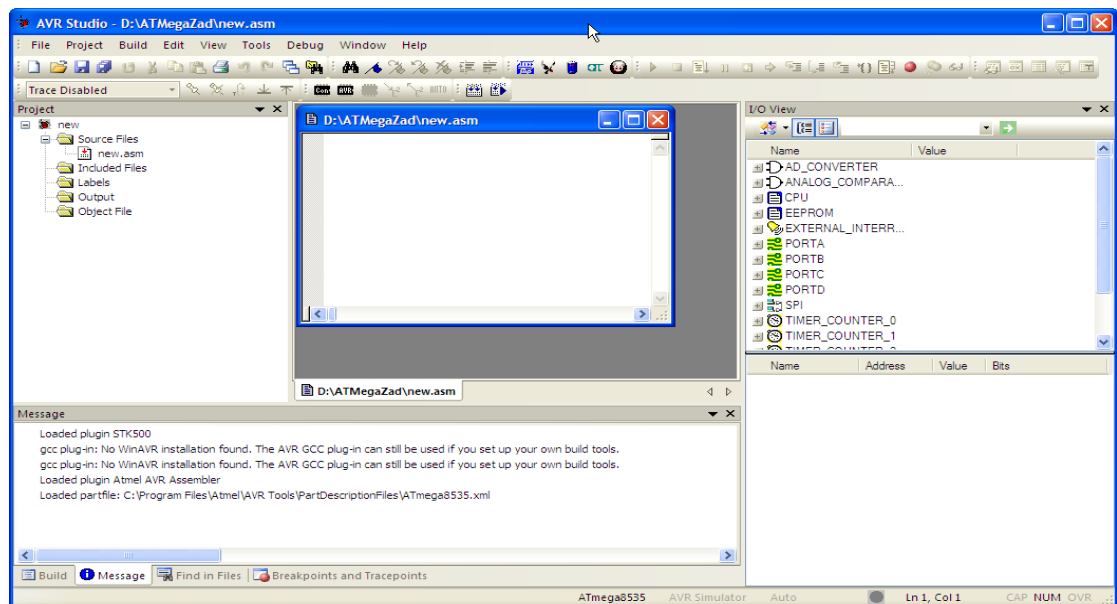 AVR Studio - D:\ATMegaZad\new.asm
File Project Build Edit View Tools Debug Window Help
Trace Disabled
Con AVR AUTO
Project
new
Source Files
new.asm
Included Files
Labels
Output
Object File
D:\ATMegaZad\new.asm
D:\ATMegaZad\new.asm
I/O View
Name Value
AD_CONVERTER
ANALOG_COMPARA...
CPU
EEPROM
EXTERNAL_INTERR...
PORTA
PORTB
PORTC
PORTD
SPI
TIMER_COUNTER_0
TIMER_COUNTER_1
Name Address Value Bits
Message
Loaded plugin STK500
gcc plug-in: No WinAVR installation found. The AVR GCC plug-in can still be used if you set up your own build tools.
gcc plug-in: No WinAVR installation found. The AVR GCC plug-in can still be used if you set up your own build tools.
Loaded plugin Atmel AVR Assembler
Loaded partfile: C:\Program Files\Atmel\AVR Tools\PartDescriptionFiles\ATmega8535.xml
Build Message Find in Files Breakpoints and Tracepoints
ATmega8535 AVR Simulator Auto Ln 1, Col 1 CAP NUM OVR